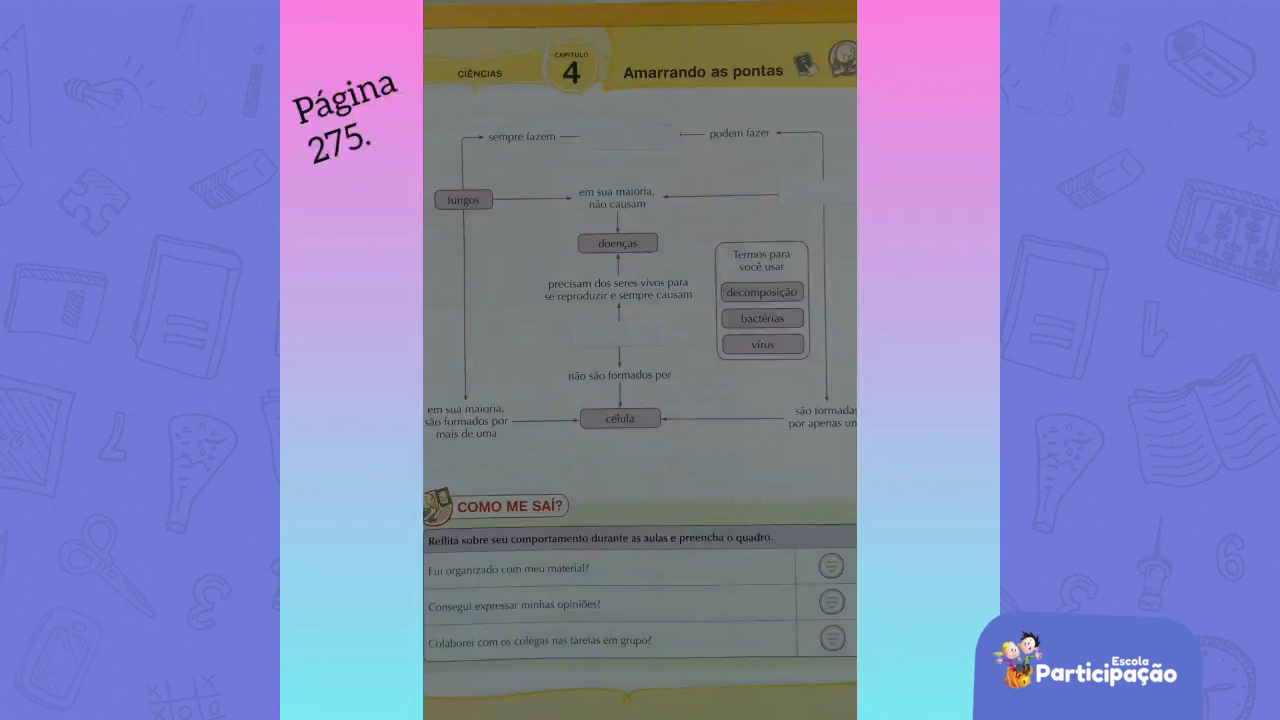 Página
275.
CIÊNCIAS
CAPÍTULO
4
Amarrando as pontas
sempre fazem
podem fazer
fungos
em sua maioria,
não causam
doenças
Termos para
você usar
decomposição
bactérias
vírus
precisam dos seres vivos para
se reproduzir e sempre causam
não são formados por
em sua maioria,
são formados por
mais de uma
célula
são formadas
por apenas um
COMO ME SAÍ?
Reflita sobre seu comportamento durante as aulas e preencha o quadro.
Fui organizado com meu material?
Consegui expressar minhas opiniões?
Colaborei com os colegas nas tarefas em grupo?
Escola
Participação